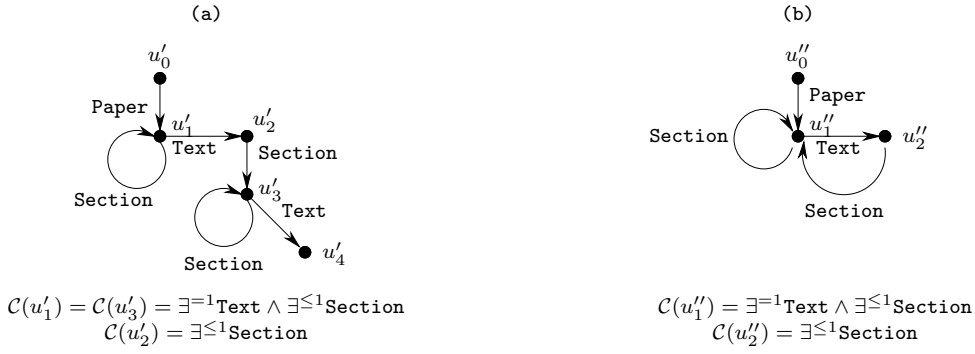 (a)
u′₀
Paper
u′₁
u′₂
Text
Section
Section
u′₃
Text
Section
u′₄
C(u′₁) = C(u′₃) = ∃⁼¹Text ∧ ∃≤¹Section
C(u′₂) = ∃≤¹Section
(b)
u″₀
Paper
Section
u″₁
u″₂
Text
Section
C(u″₁) = ∃⁼¹Text ∧ ∃≤¹Section
C(u″₂) = ∃≤¹Section